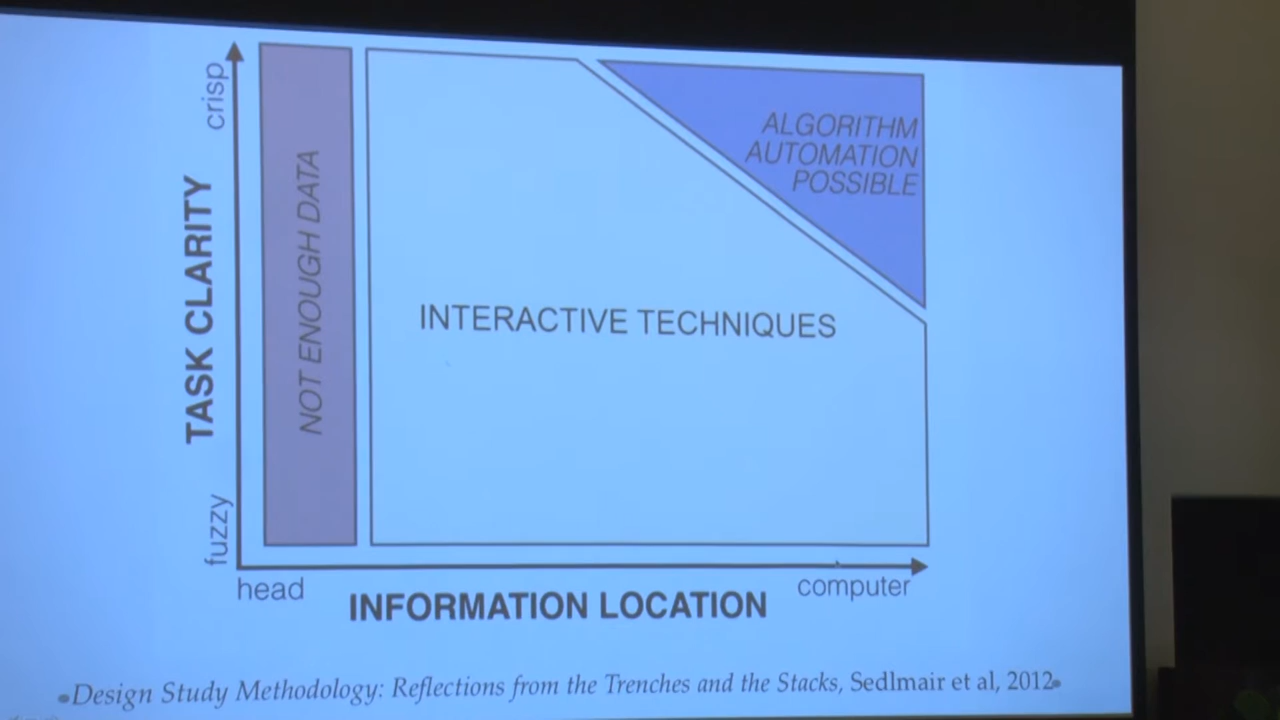 crisp
TASK CLARITY
fuzzy
NOT ENOUGH DATA
ALGORITHM
AUTOMATION
POSSIBLE
INTERACTIVE TECHNIQUES
head
computer
INFORMATION LOCATION
Design Study Methodology: Reflections from the Trenches and the Stacks, Sedlmair et al, 2012